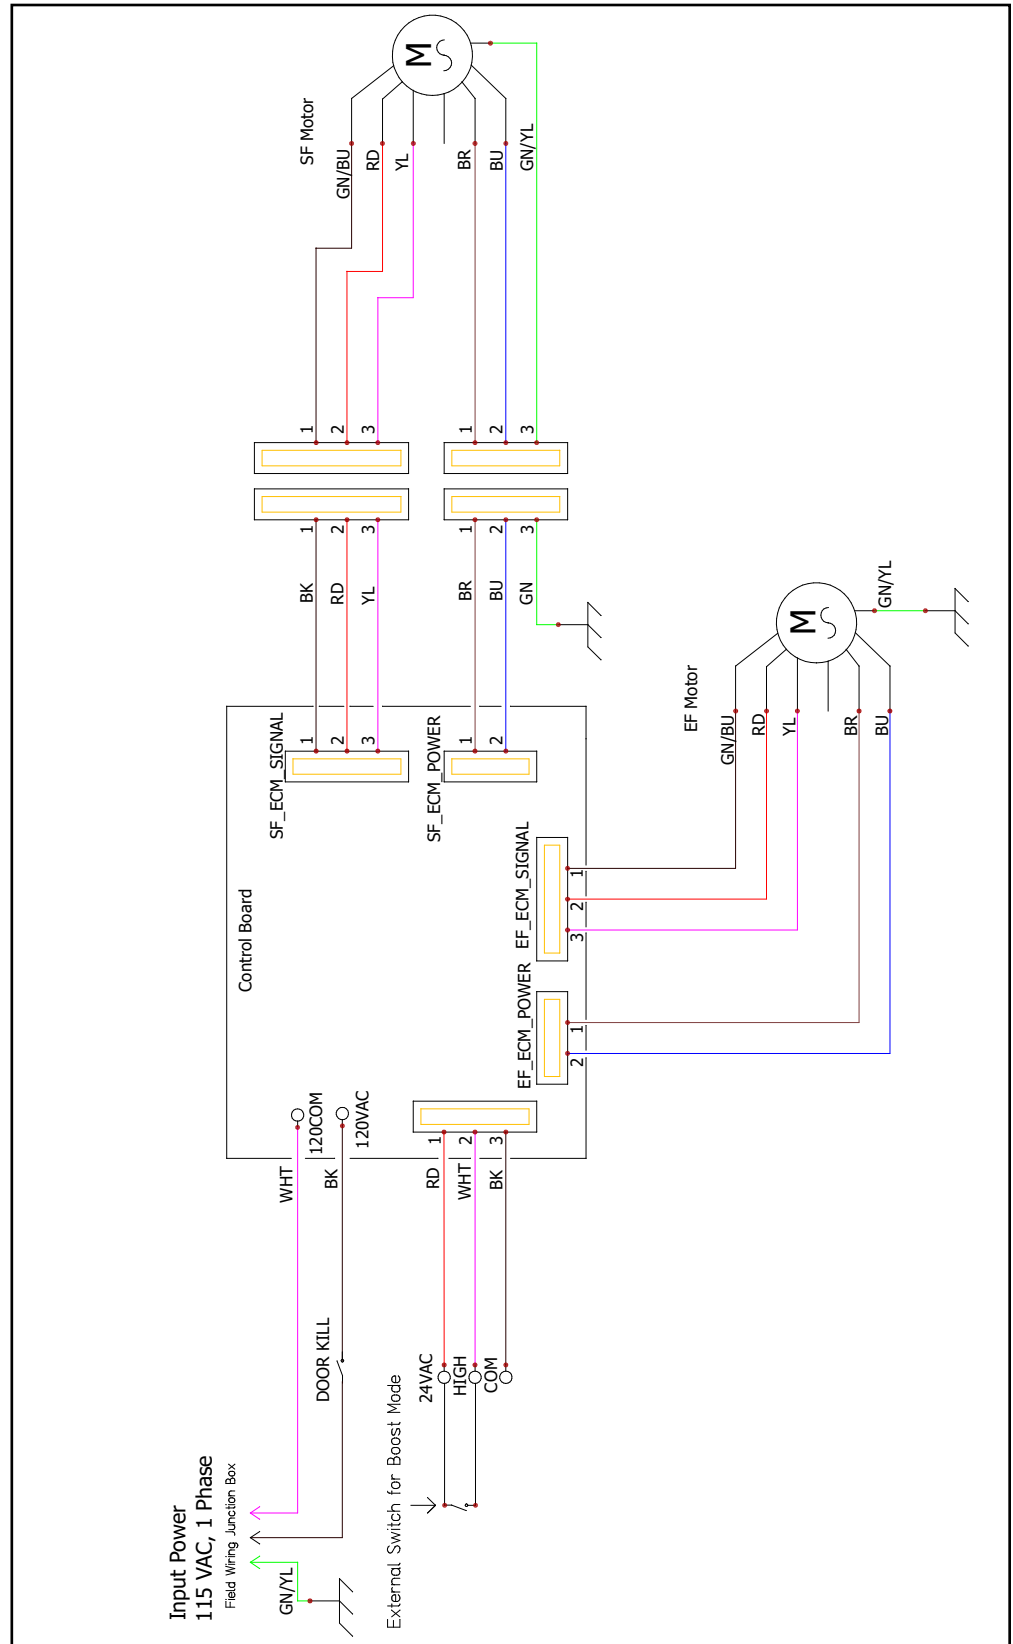 Input Power
115 VAC, 1 Phase
Field Wiring Junction Box
GN/YL
WHT
BK
DOOR KILL
120COM
120VAC
External Switch for Boost Mode
24VAC
HIGH
COM
RD
WHT
BK
1
2
3
Control Board
EF_ECM_POWER
2
1
EF_ECM_SIGNAL
3
2
1
SF_ECM_SIGNAL
1
2
3
SF_ECM_POWER
1
2
BK
RD
YL
BR
BU
GN
1
2
3
1
2
3
1
2
3
1
2
3
SF Motor
GN/BU
RD
YL
BR
BU
GN/YL
M
EF Motor
GN/BU
RD
YL
BR
BU
GN/YL
M